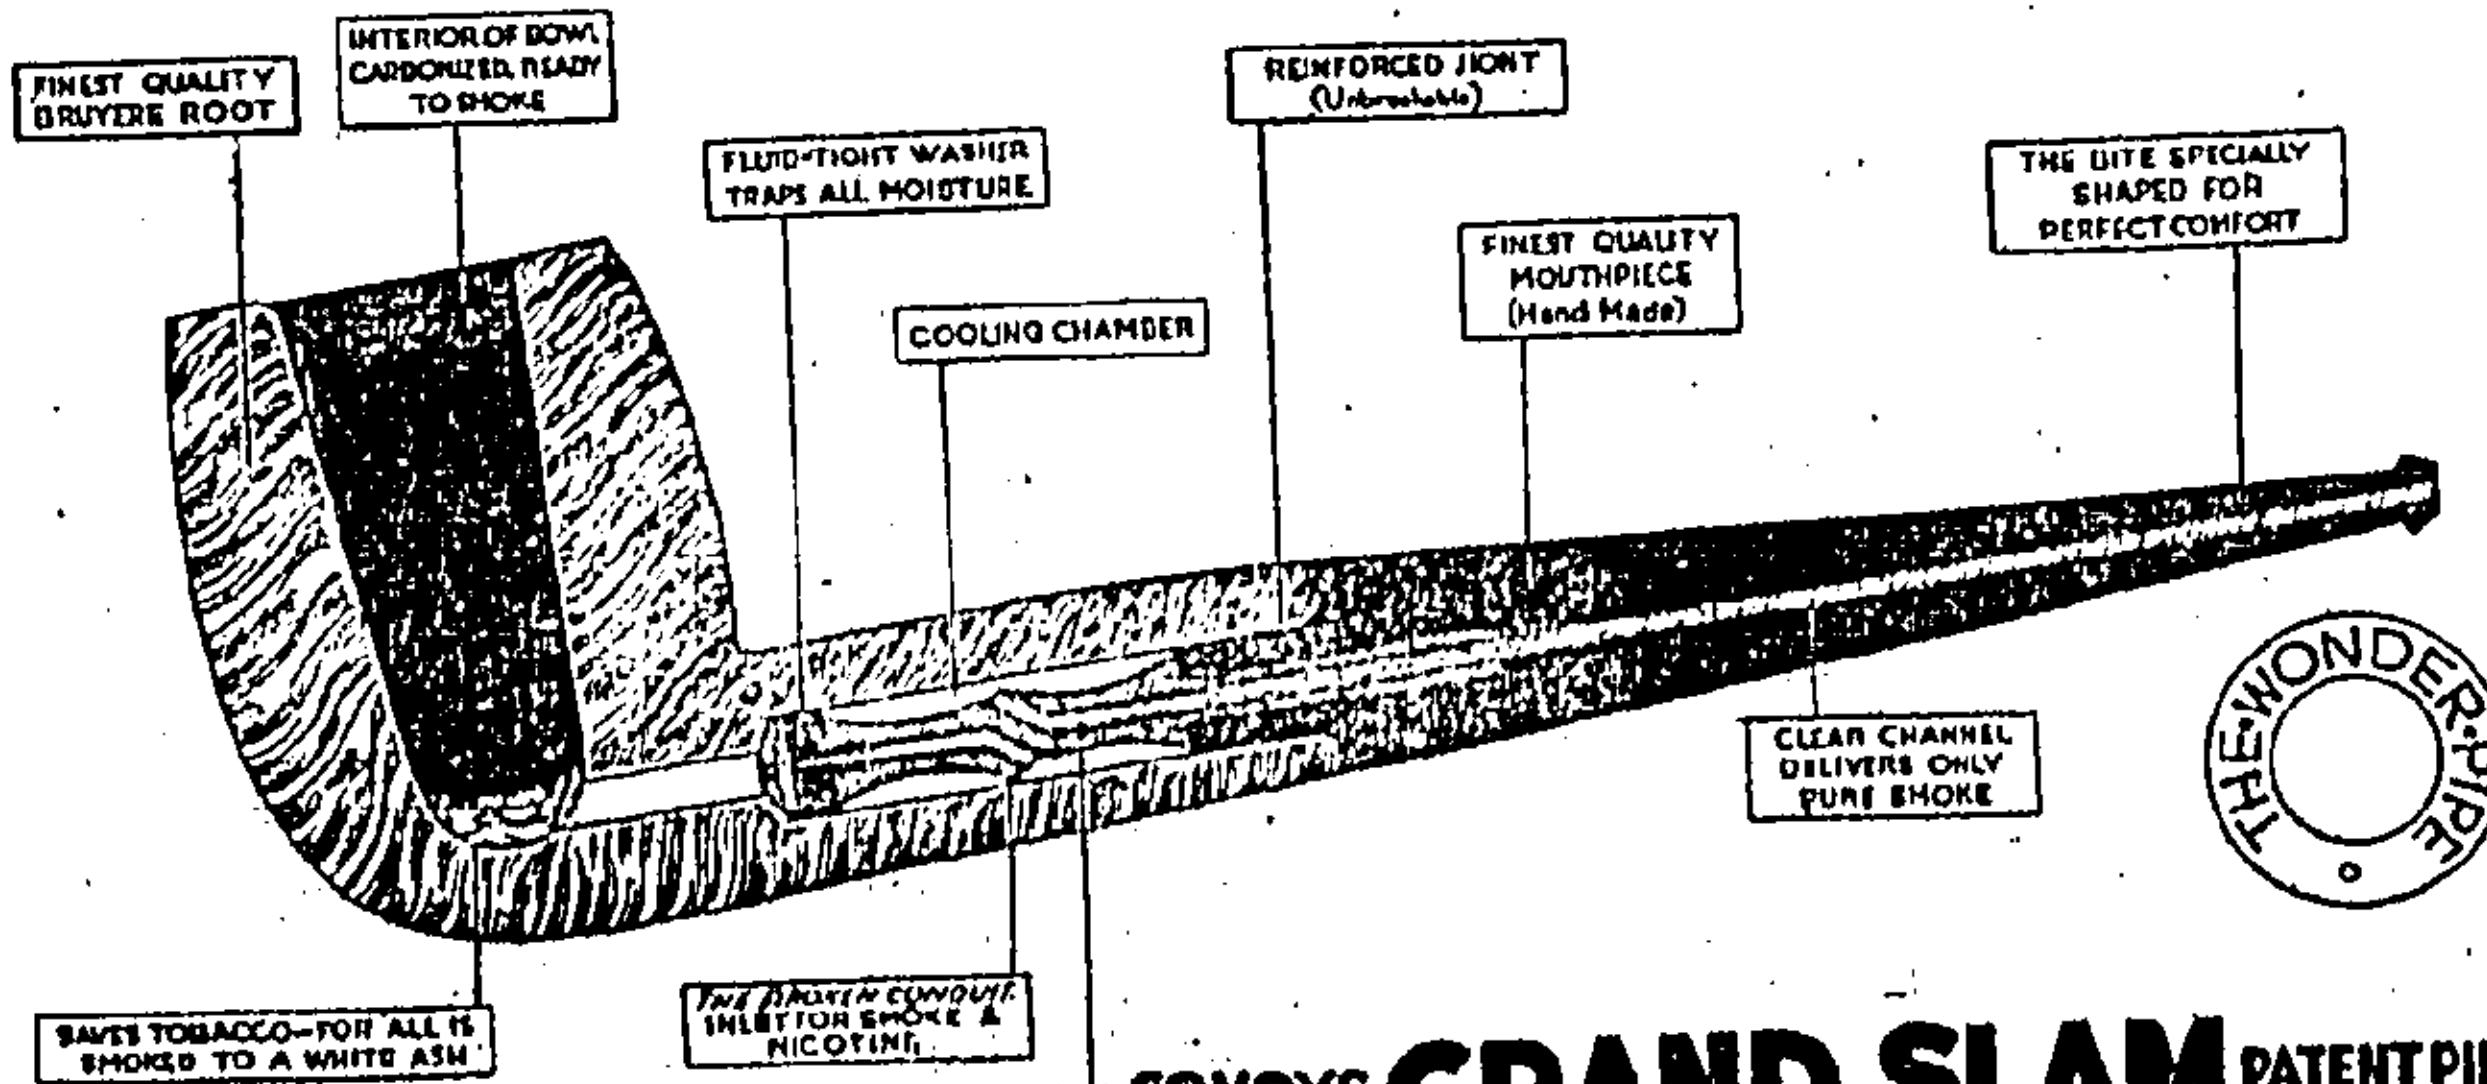 FINEST QUALITY
BRUYERE ROOT
INTERIOR OF BOWL
CARBONIZED, READY
TO SMOKE
FLUID-TIGHT WASHER
TRAPS ALL MOISTURE
COOLING CHAMBER
REINFORCED JIONT
(Unbreakable)
FINEST QUALITY
MOUTHPIECE
(Hand Made)
THE BITE SPECIALLY
SHAPED FOR
PERFECT COMFORT
CLEAR CHANNEL
DELIVERS ONLY
PURE SMOKE
THE·WONDER·PIPE
SAVES TOBACCO–FOR ALL IS
SMOKED TO A WHITE ASH
THE BROKEN CONDUIT.
INLET FOR SMOKE &
NICOTINE.
GRAND SLAM PATENT